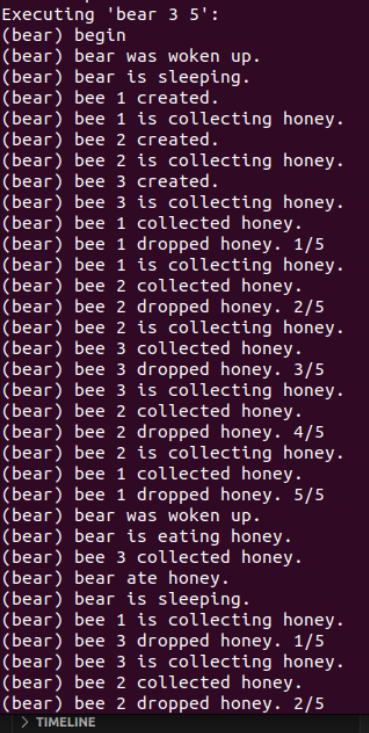 Executing 'bear 3 5':
(bear) begin
(bear) bear was woken up.
(bear) bear is sleeping.
(bear) bee 1 created.
(bear) bee 1 is collecting honey.
(bear) bee 2 created.
(bear) bee 2 is collecting honey.
(bear) bee 3 created.
(bear) bee 3 is collecting honey.
(bear) bee 1 collected honey.
(bear) bee 1 dropped honey. 1/5
(bear) bee 1 is collecting honey.
(bear) bee 2 collected honey.
(bear) bee 2 dropped honey. 2/5
(bear) bee 2 is collecting honey.
(bear) bee 3 collected honey.
(bear) bee 3 dropped honey. 3/5
(bear) bee 3 is collecting honey.
(bear) bee 2 collected honey.
(bear) bee 2 dropped honey. 4/5
(bear) bee 2 is collecting honey.
(bear) bee 1 collected honey.
(bear) bee 1 dropped honey. 5/5
(bear) bear was woken up.
(bear) bear is eating honey.
(bear) bee 3 collected honey.
(bear) bear ate honey.
(bear) bear is sleeping.
(bear) bee 1 is collecting honey.
(bear) bee 3 dropped honey. 1/5
(bear) bee 3 is collecting honey.
(bear) bee 2 collected honey.
(bear) bee 2 dropped honey. 2/5
> TIMELINE